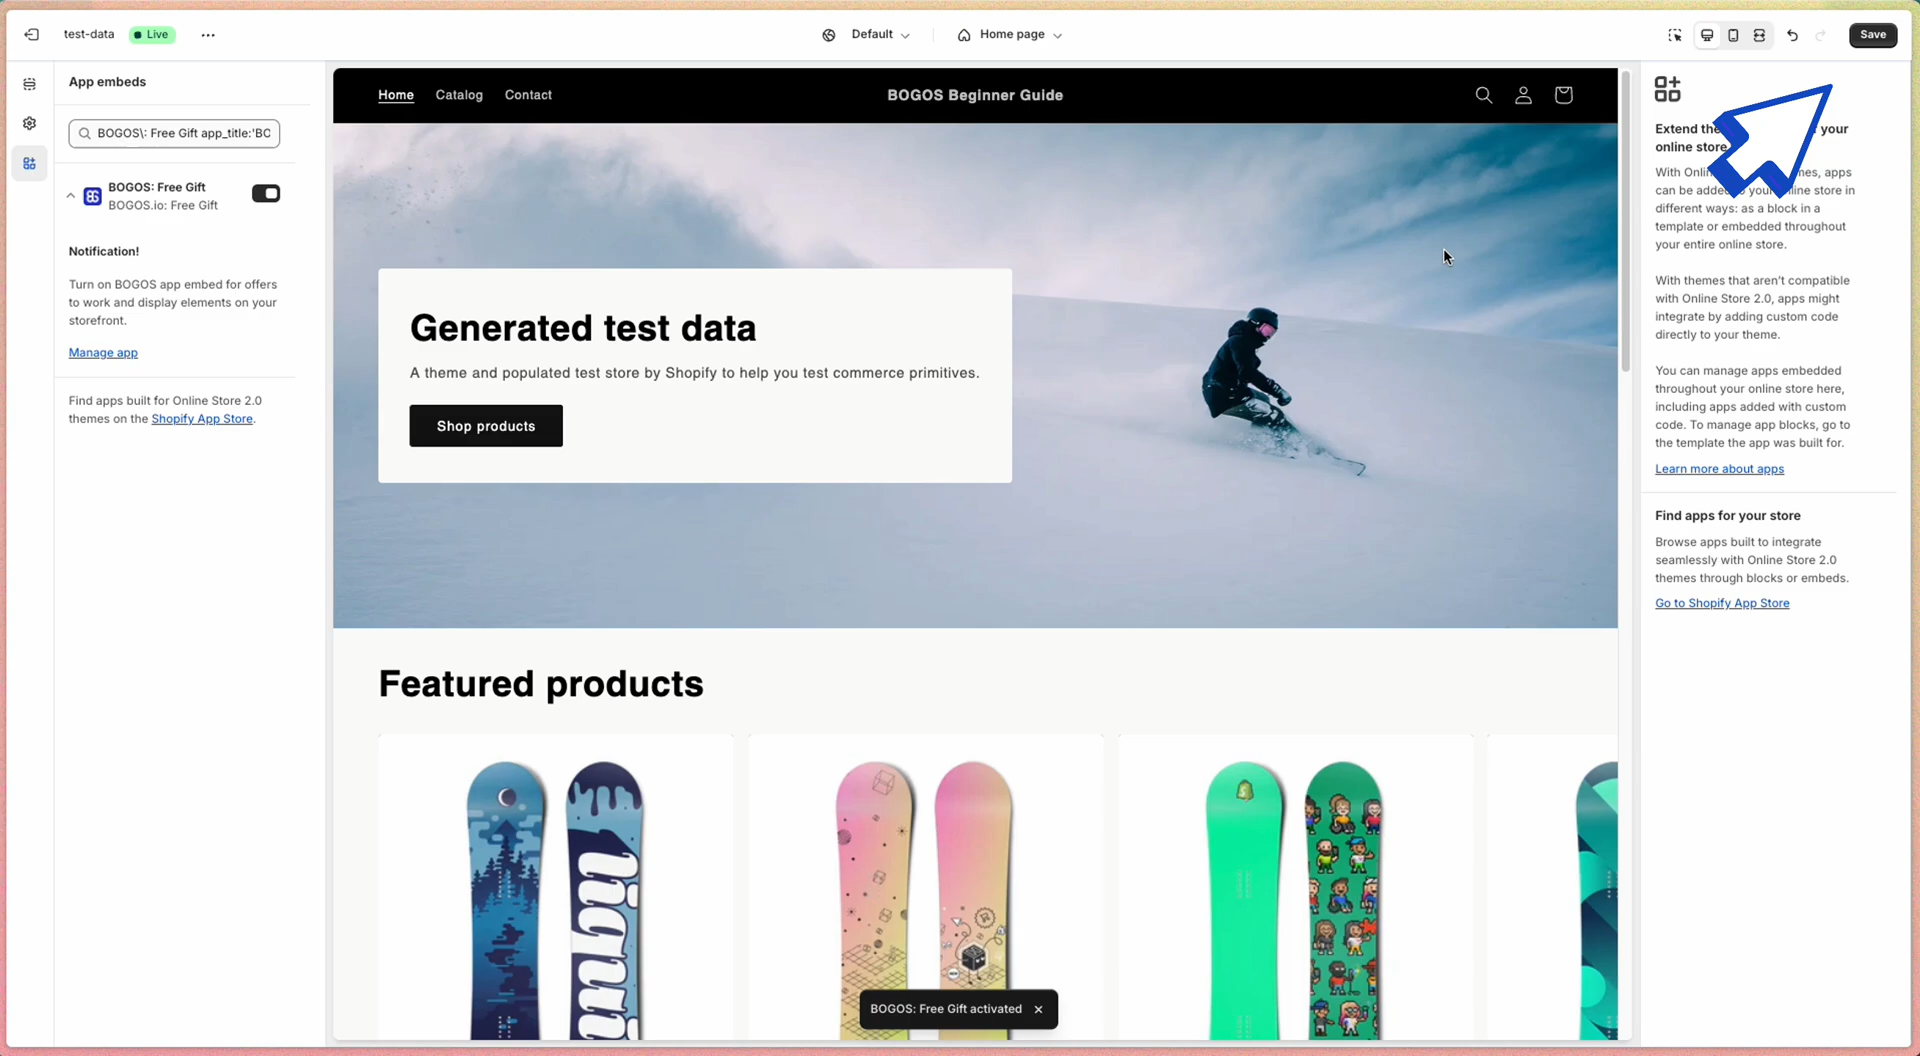 test-data
Live
Default
Home page
Save
App embeds
BOGOS\: Free Gift app_title:'BO
BOGOS: Free Gift
BOGOS.io: Free Gift
Notification!
Turn on BOGOS app embed for offers
to work and display elements on your
storefront.
Manage app
Find apps built for Online Store 2.0
themes on the Shopify App Store.
Home
Catalog
Contact
BOGOS Beginner Guide
Generated test data
A theme and populated test store by Shopify to help you test commerce primitives.
Shop products
Featured products
liquid
BOGOS: Free Gift activated
Extend the your
online store
With Onli mes, apps
can be added your online store in
different ways: as a block in a
template or embedded throughout
your entire online store.
With themes that aren't compatible
with Online Store 2.0, apps might
integrate by adding custom code
directly to your theme.
You can manage apps embedded
throughout your online store here,
including apps added with custom
code. To manage app blocks, go to
the template the app was built for.
Learn more about apps
Find apps for your store
Browse apps built to integrate
seamlessly with Online Store 2.0
themes through blocks or embeds.
Go to Shopify App Store